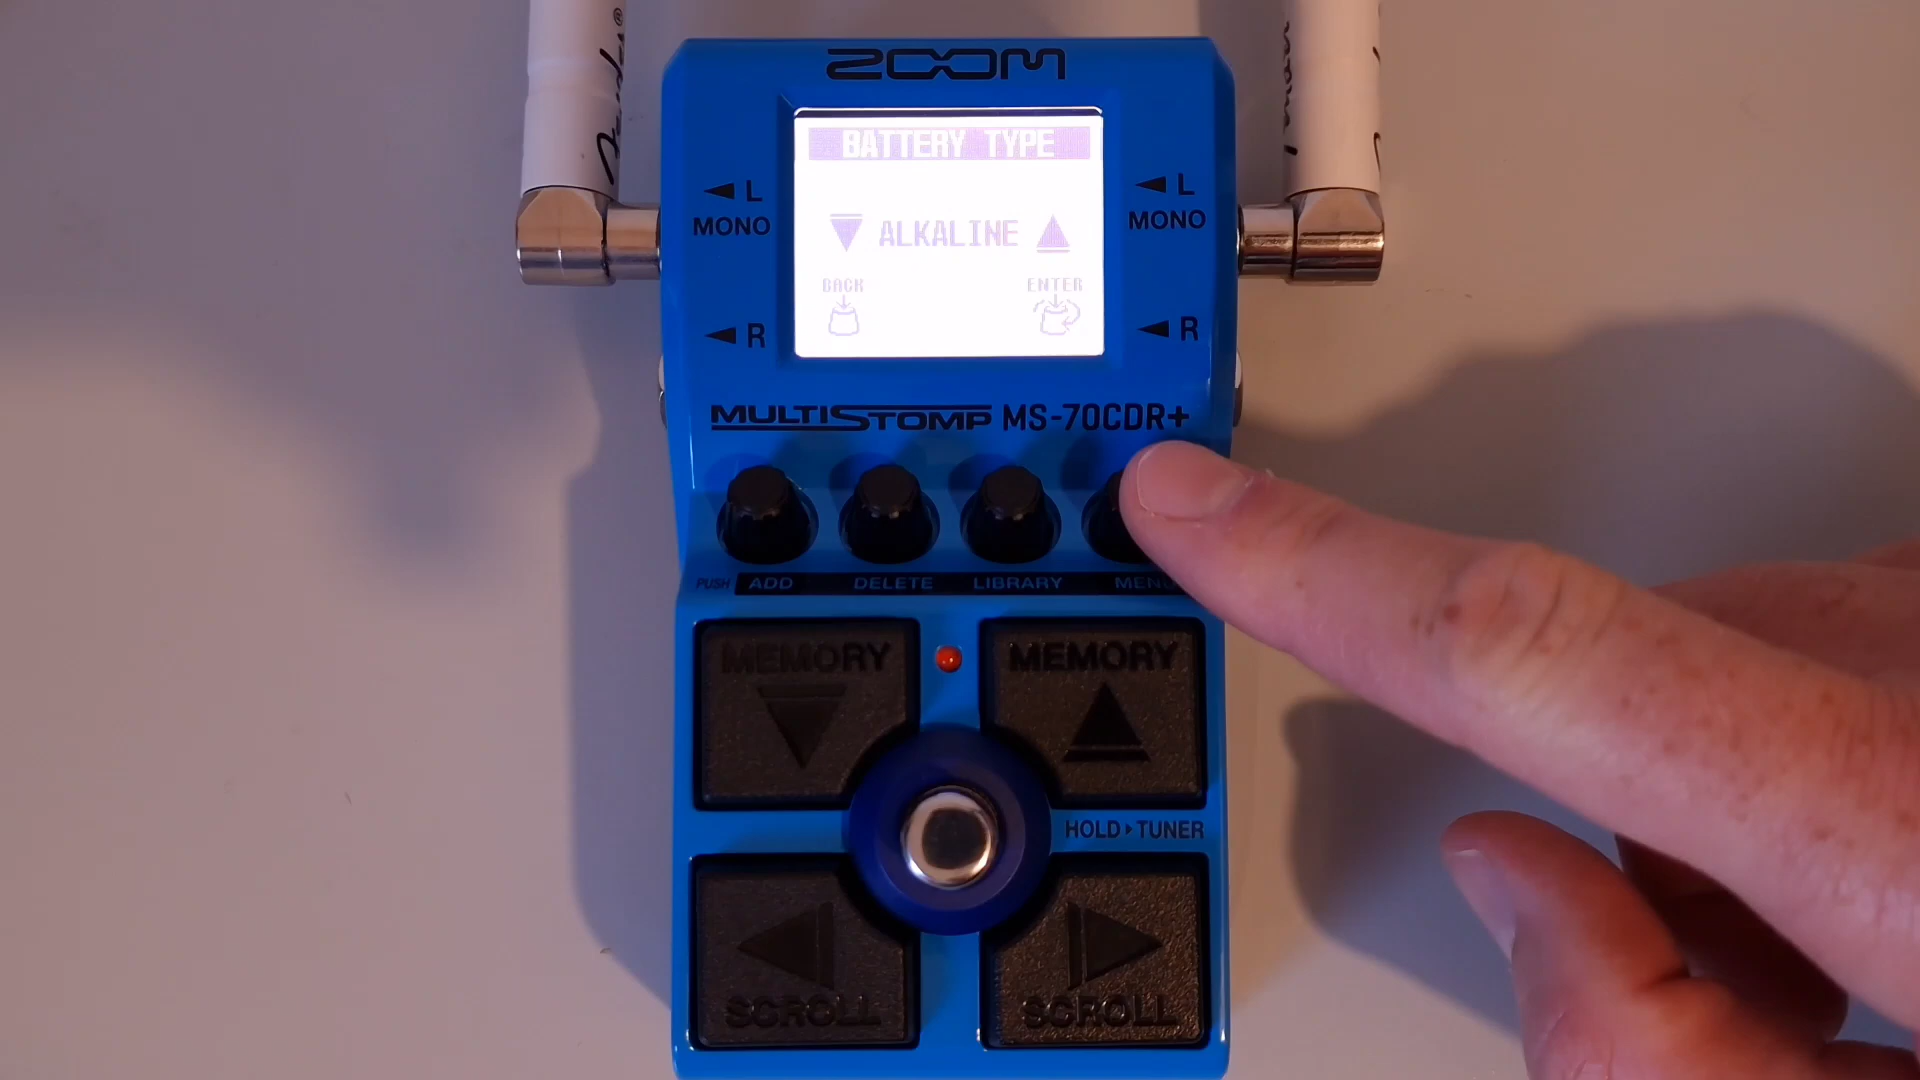 ZOOM
BATTERY TYPE
ALKALINE
BACK
ENTER
L
MONO
R
L
MONO
R
MULTISTOMP MS-70CDR+
PUSH ADD DELETE LIBRARY MENU
MEMORY
MEMORY
HOLD TUNER
SCROLL
SCROLL